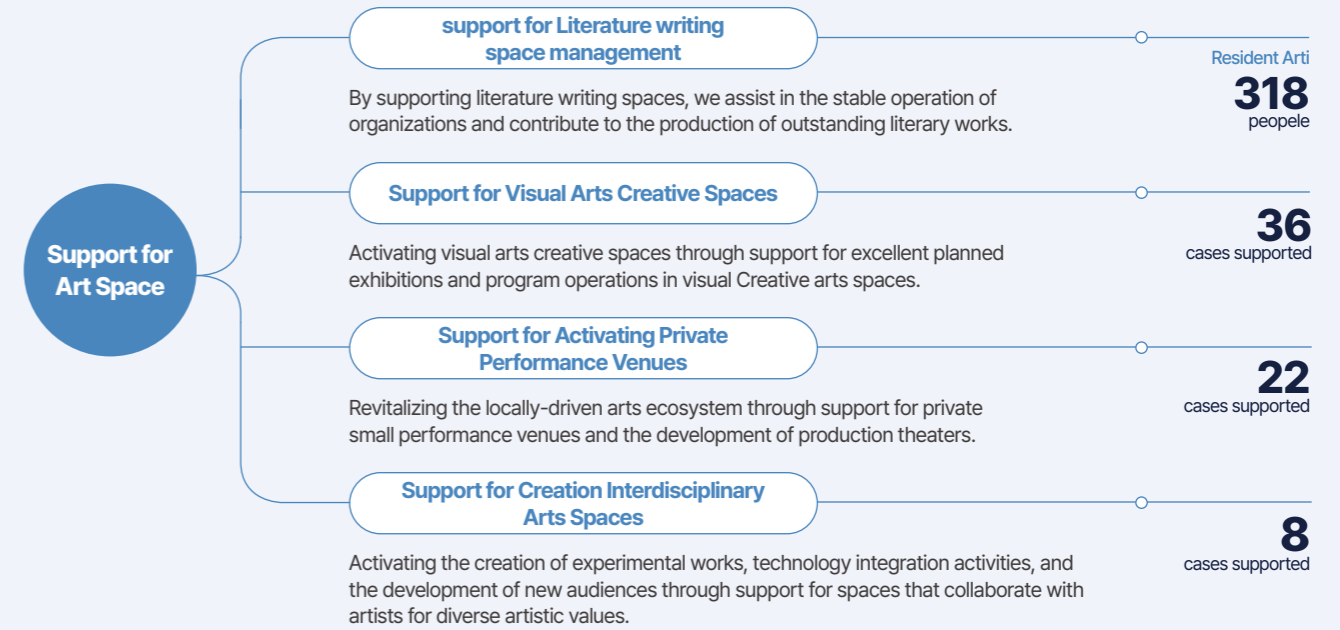 Support for
Art Space
support for Literature writing
space management
Resident Arti
318
peopele
By supporting literature writing spaces, we assist in the stable operation of
organizations and contribute to the production of outstanding literary works.
Support for Visual Arts Creative Spaces
36
cases supported
Activating visual arts creative spaces through support for excellent planned
exhibitions and program operations in visual Creative arts spaces.
Support for Activating Private
Performance Venues
22
cases supported
Revitalizing the locally-driven arts ecosystem through support for private
small performance venues and the development of production theaters.
Support for Creation Interdisciplinary
Arts Spaces
8
cases supported
Activating the creation of experimental works, technology integration activities, and
the development of new audiences through support for spaces that collaborate with
artists for diverse artistic values.